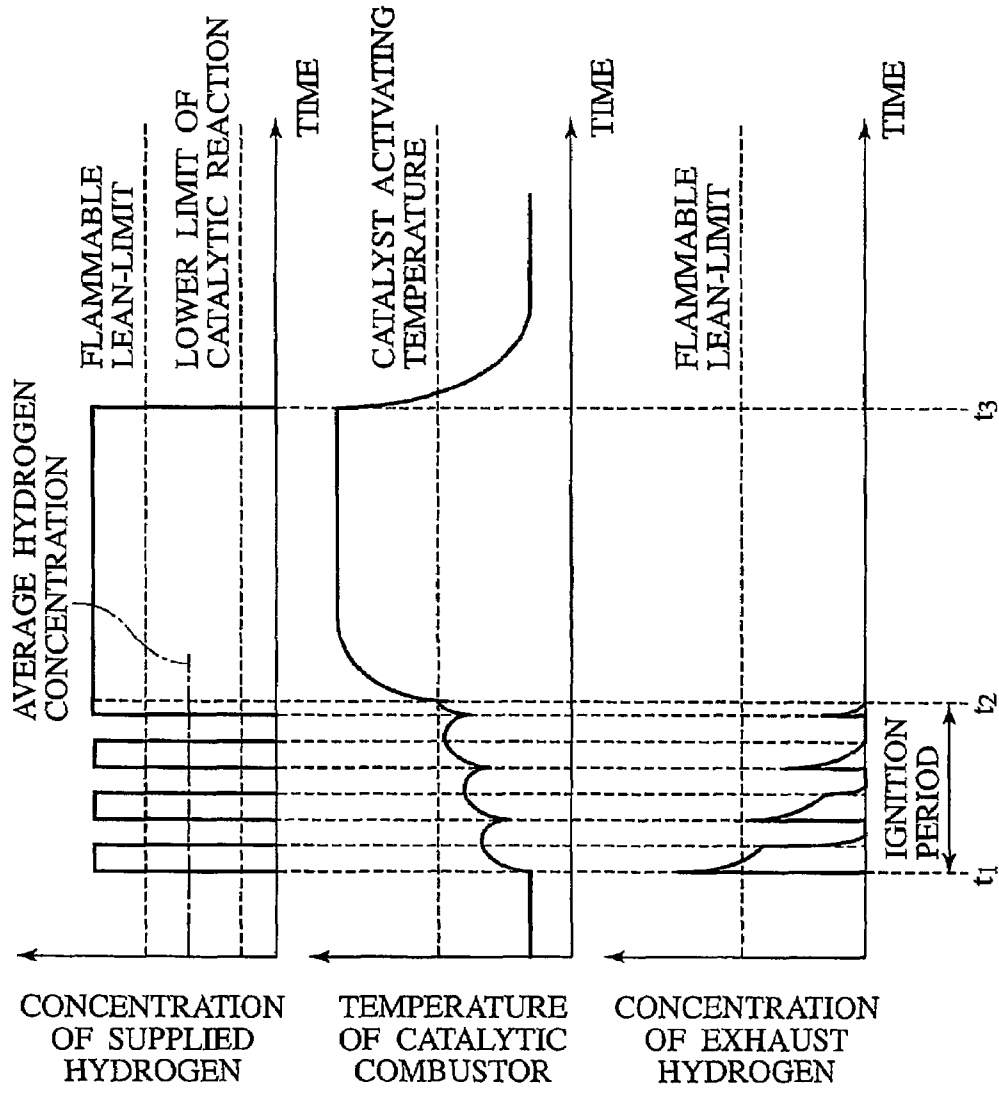 AVERAGE HYDROGEN
CONCENTRATION
FLAMMABLE
LEAN-LIMIT
LOWER LIMIT OF
CATALYTIC REACTION
TIME
CONCENTRATION
OF SUPPLIED
HYDROGEN
CATALYST ACTIVATING
TEMPERATURE
TIME
TEMPERATURE
OF CATALYTIC
COMBUSTOR
FLAMMABLE
LEAN-LIMIT
TIME
CONCENTRATION
OF EXHAUST
HYDROGEN
IGNITION
PERIOD
t1
t2
t3